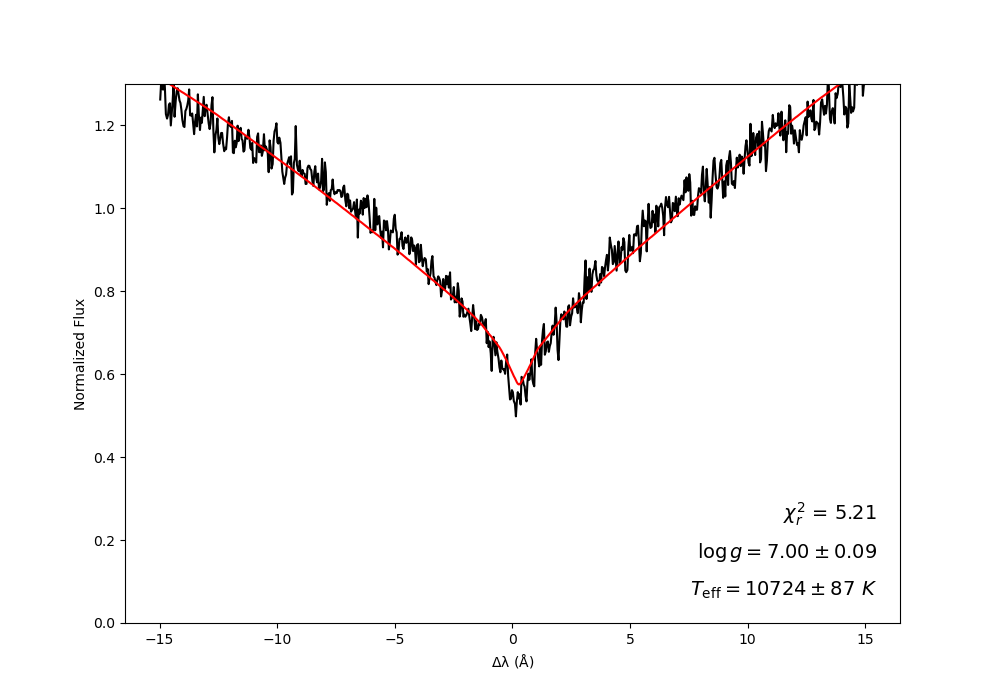 1.2
1.0
0.8
0.6
0.4
0.2
0.0
Normalized Flux
−15
−10
−5
0
5
10
15
Δλ (Å)
χ²ᵣ = 5.21
log g = 7.00 ± 0.09
T_eff = 10724 ± 87 K